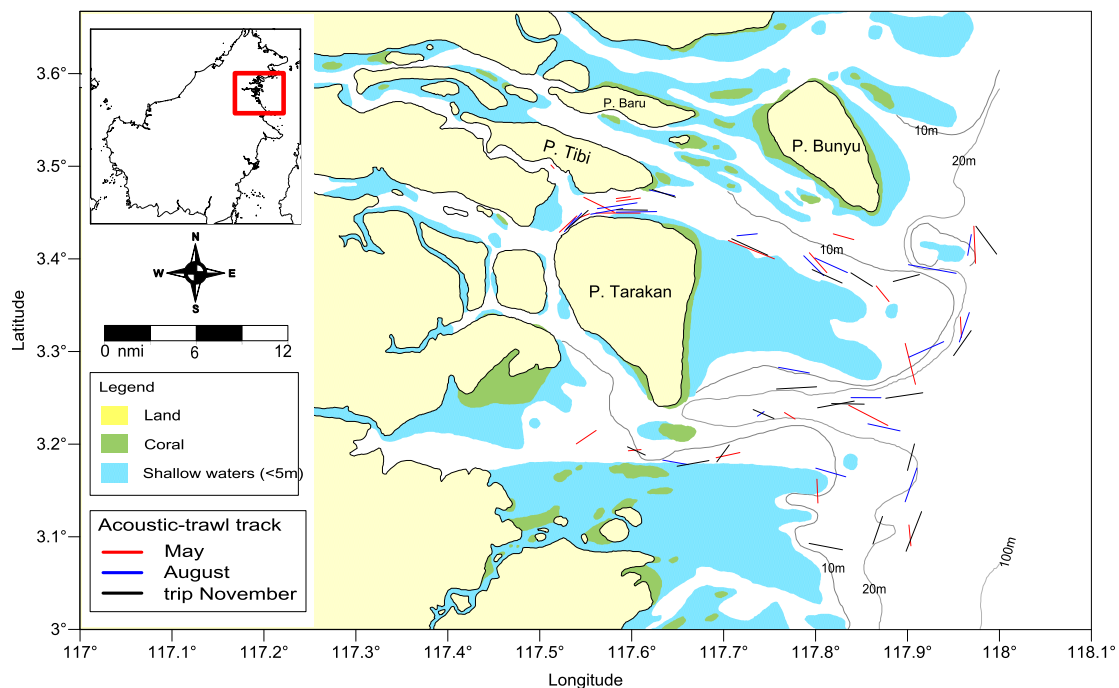 3.6°
3.5°
3.4°
3.3°
3.2°
3.1°
3°
Latitude
N
W E
S
0 nmi 6 12
Legend
Land
Coral
Shallow waters (<5m)
Acoustic-trawl track
May
August
trip November
P. Baru
P. Tibi
P. Bunyu
P. Tarakan
10m
20m
10m
10m
20m
100m
117° 117.1° 117.2° 117.3° 117.4° 117.5° 117.6° 117.7° 117.8° 117.9° 118° 118.1°
Longitude